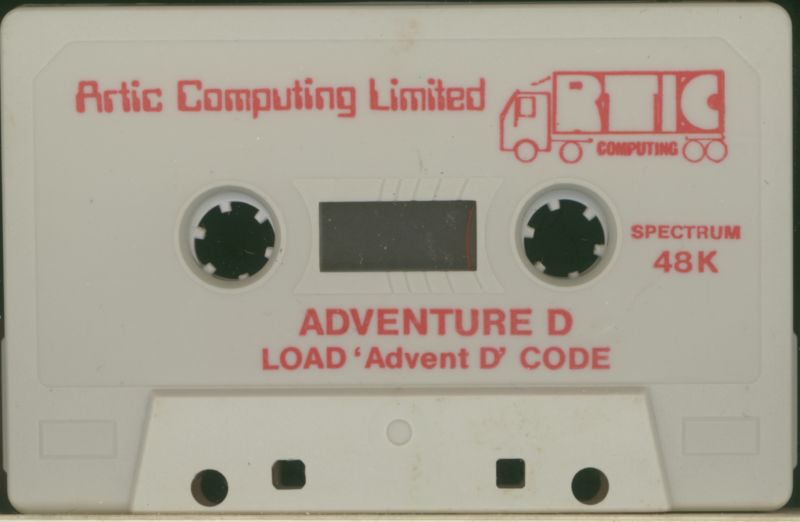 Artic Computing Limited
RTIC
COMPUTING
SPECTRUM
48K
ADVENTURE D
LOAD ‘Advent D’ CODE